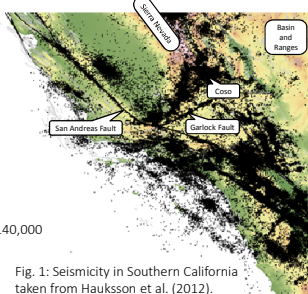 Sierra Nevada
Basin
and
Ranges
Coso
San Andreas Fault
Garlock Fault
40,000
Fig. 1: Seismicity in Southern California
taken from Hauksson et al. (2012).